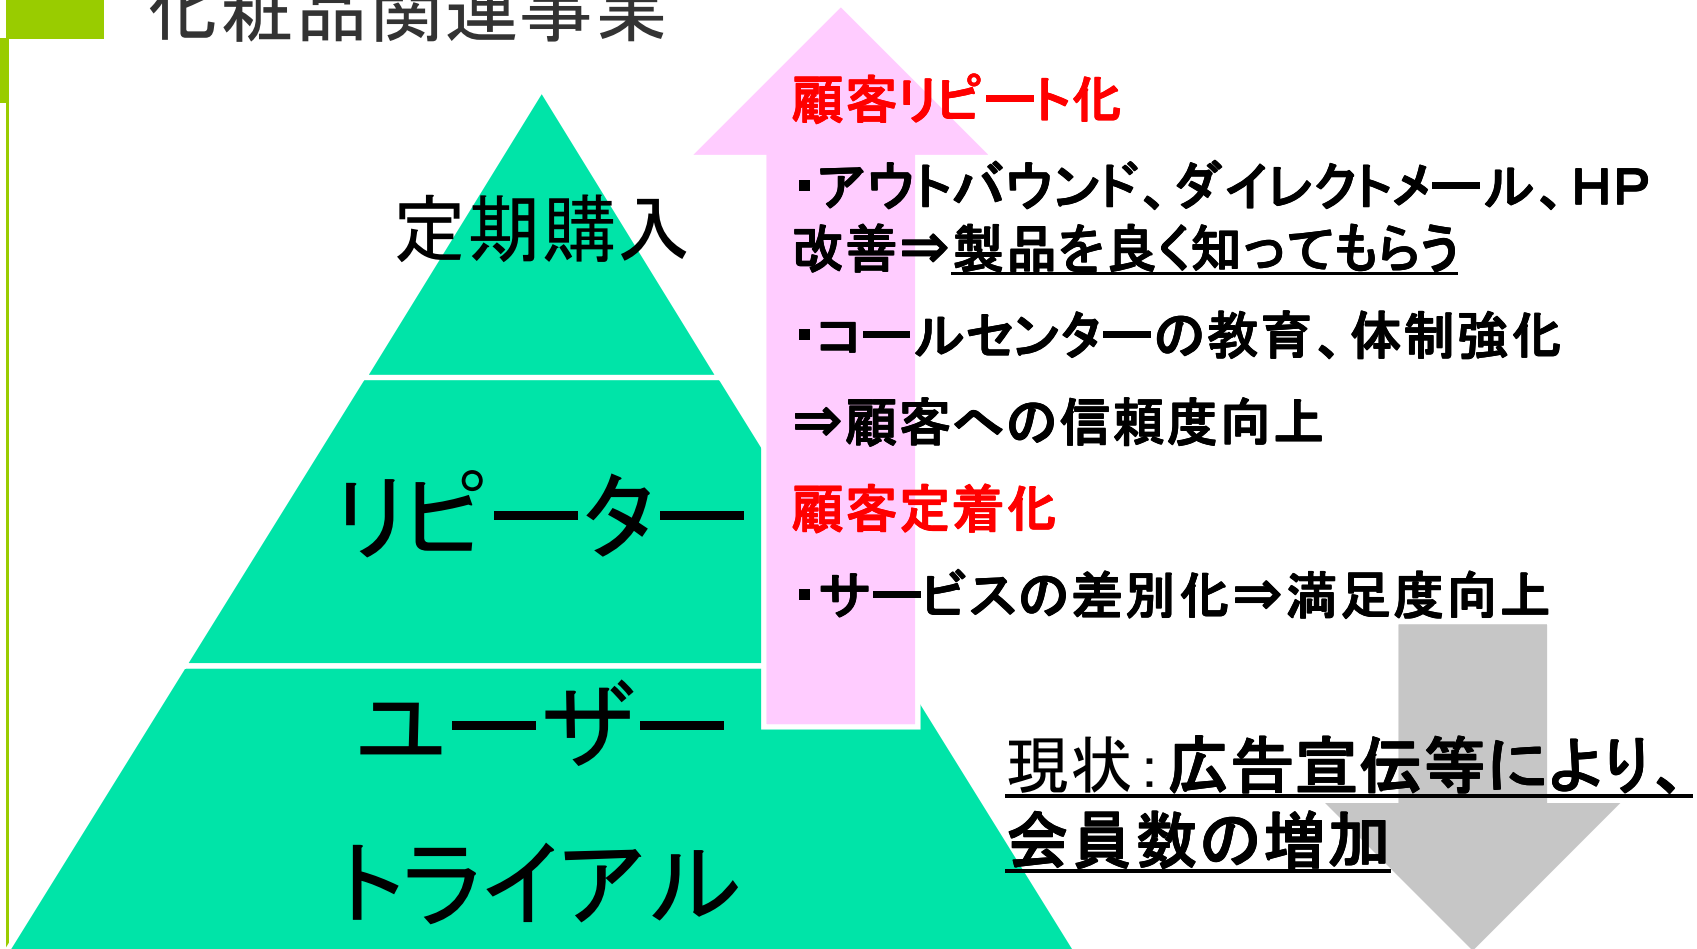 化粧品関連事業
定期購入
リピーター
ユーザー
トライアル
顧客リピート化
・アウトバウンド、ダイレクトメール、HP
改善⇒製品を良く知ってもらう
・コールセンターの教育、体制強化
⇒顧客への信頼度向上
顧客定着化
・サービスの差別化⇒満足度向上
現状：広告宣伝等により、
会員数の増加